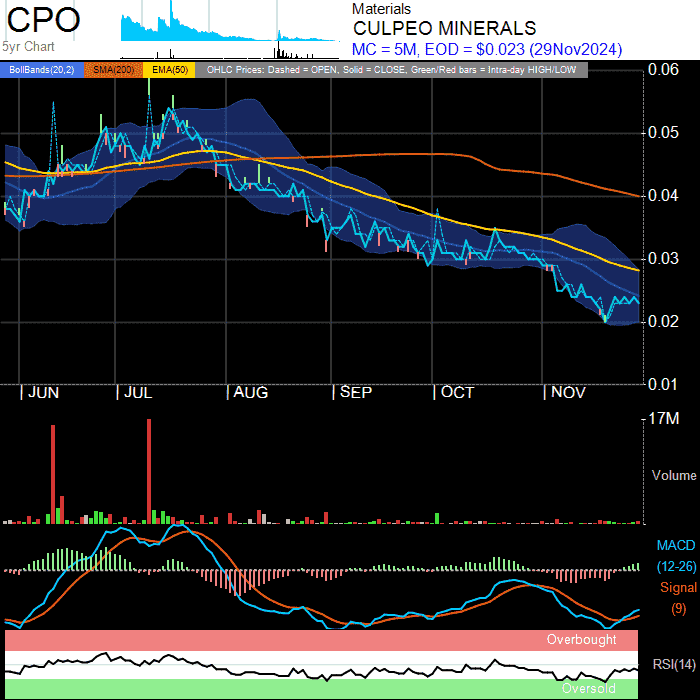 CPO
5yr Chart
Materials
CULPEO MINERALS
MC = 5M, EOD = $0.023 (29Nov2024)
BollBands(20,2) SMA(200) EMA(50) OHLC Prices: Dashed = OPEN, Solid = CLOSE, Green/Red bars = Intra-day HIGH/LOW
0.06
0.05
0.04
0.03
0.02
0.01
| JUN | JUL | AUG | SEP | OCT | NOV
17M
Volume
MACD
(12-26)
Signal
(9)
Overbought
RSI(14)
Oversold